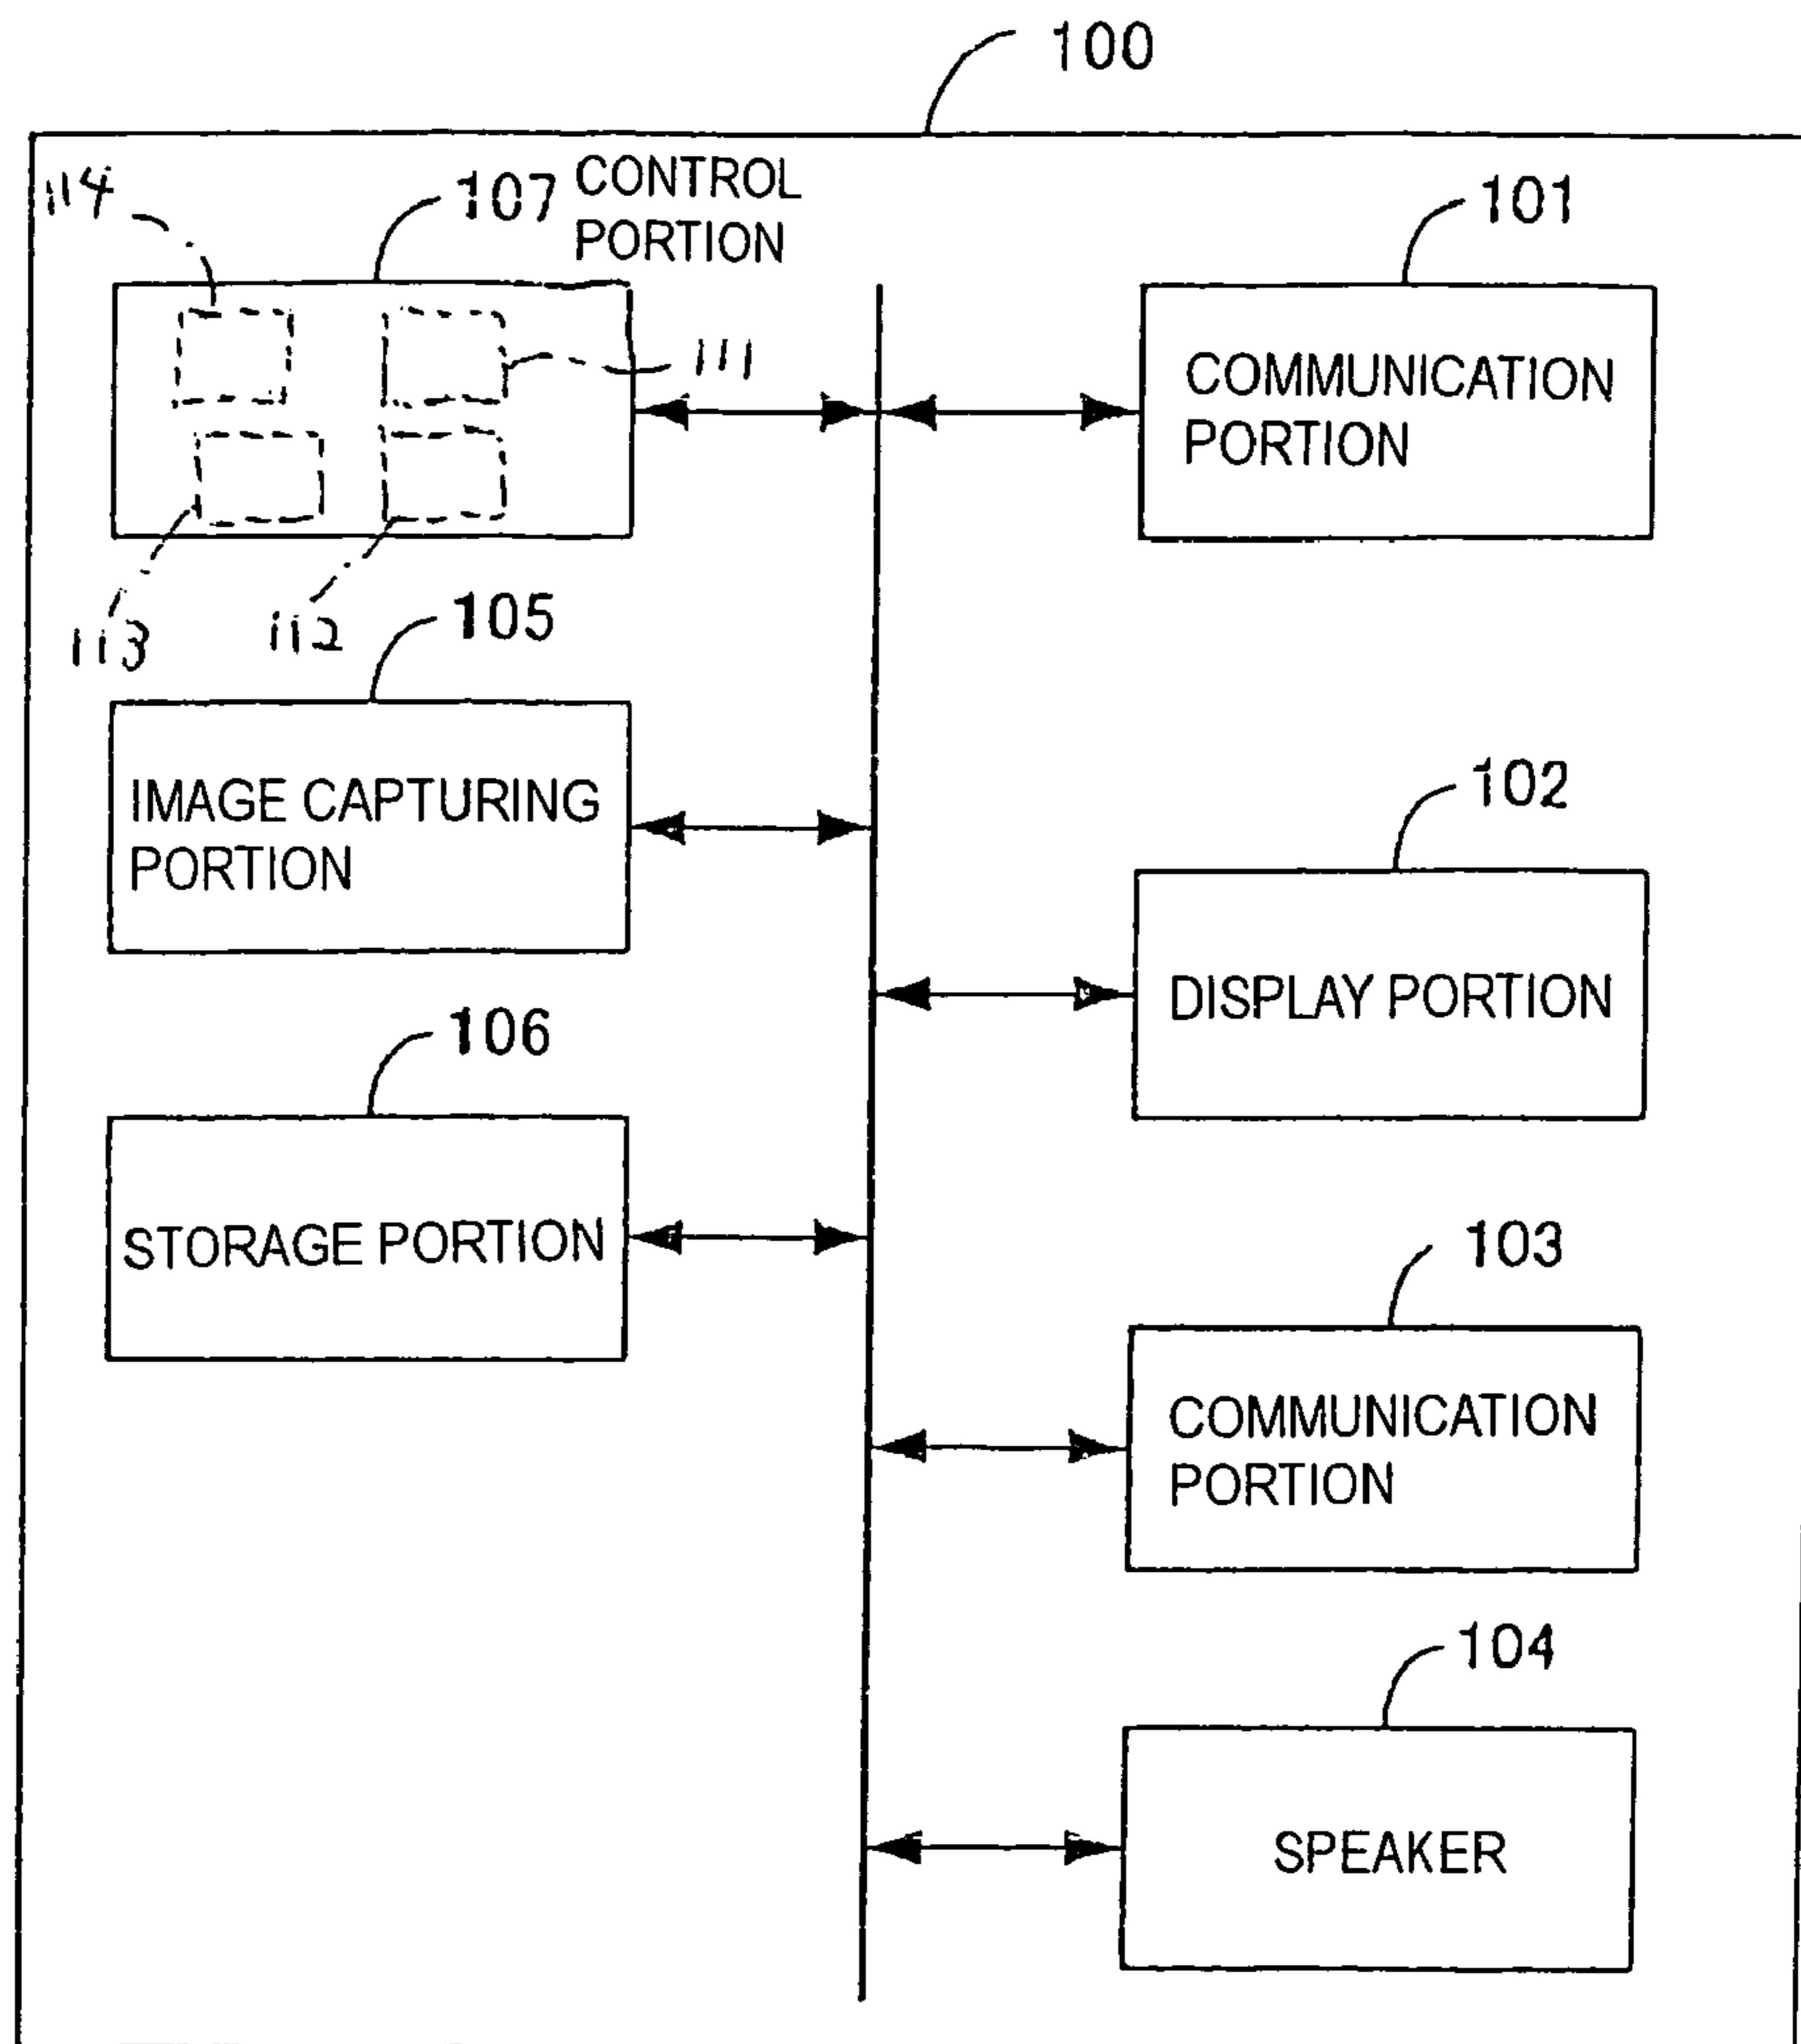 100
114
107 CONTROL
PORTION
101
111
COMMUNICATION
PORTION
113
112
105
IMAGE CAPTURING
PORTION
102
DISPLAY PORTION
106
STORAGE PORTION
103
COMMUNICATION
PORTION
104
SPEAKER